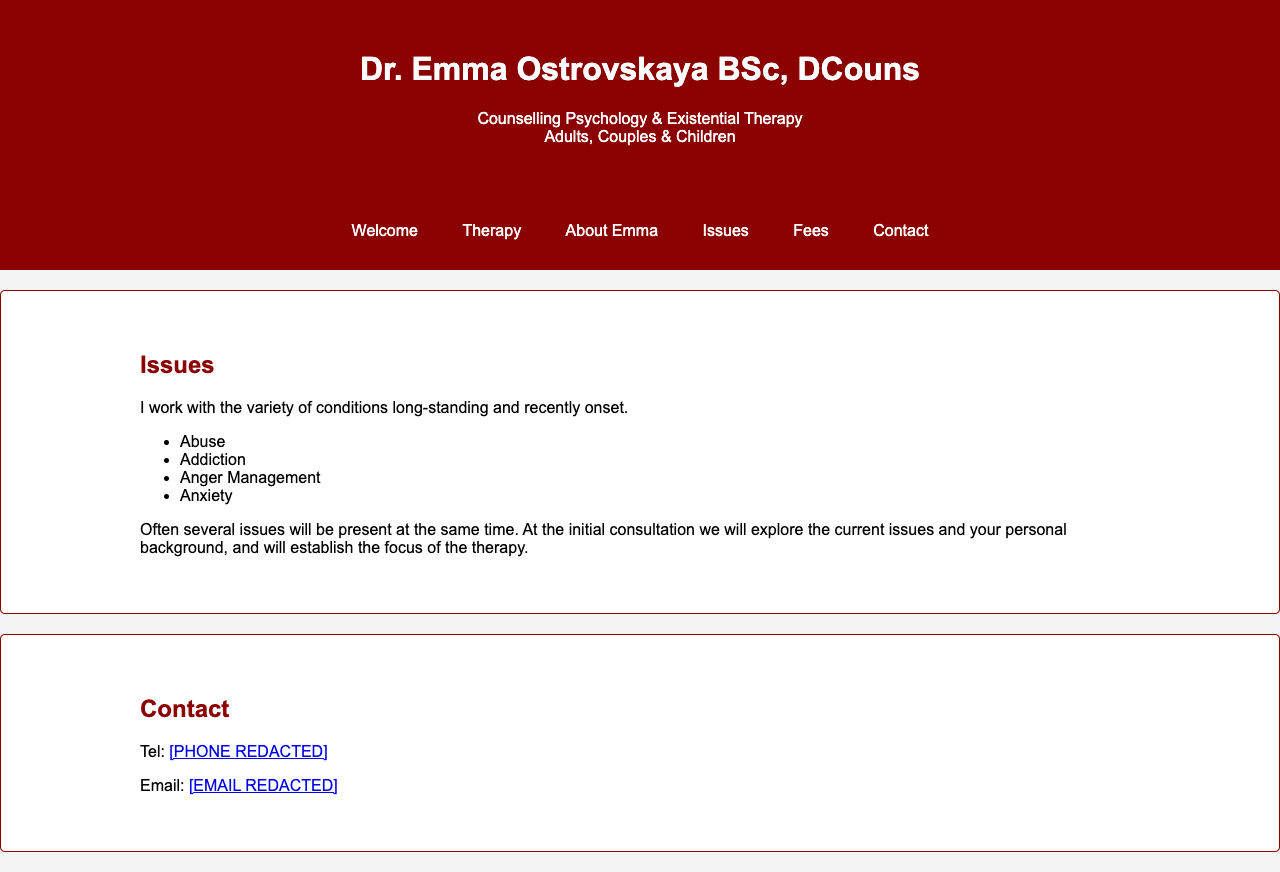 Dr. Emma Ostrovskaya BSc, DCouns
Counselling Psychology & Existential Therapy
Adults, Couples & Children
Welcome Therapy About Emma Issues Fees Contact
Issues
I work with the variety of conditions long-standing and recently onset.
• Abuse
• Addiction
• Anger Management
• Anxiety
Often several issues will be present at the same time. At the initial consultation we will explore the current issues and your personal
background, and will establish the focus of the therapy.
Contact
Tel: [PHONE REDACTED]
Email: [EMAIL REDACTED]